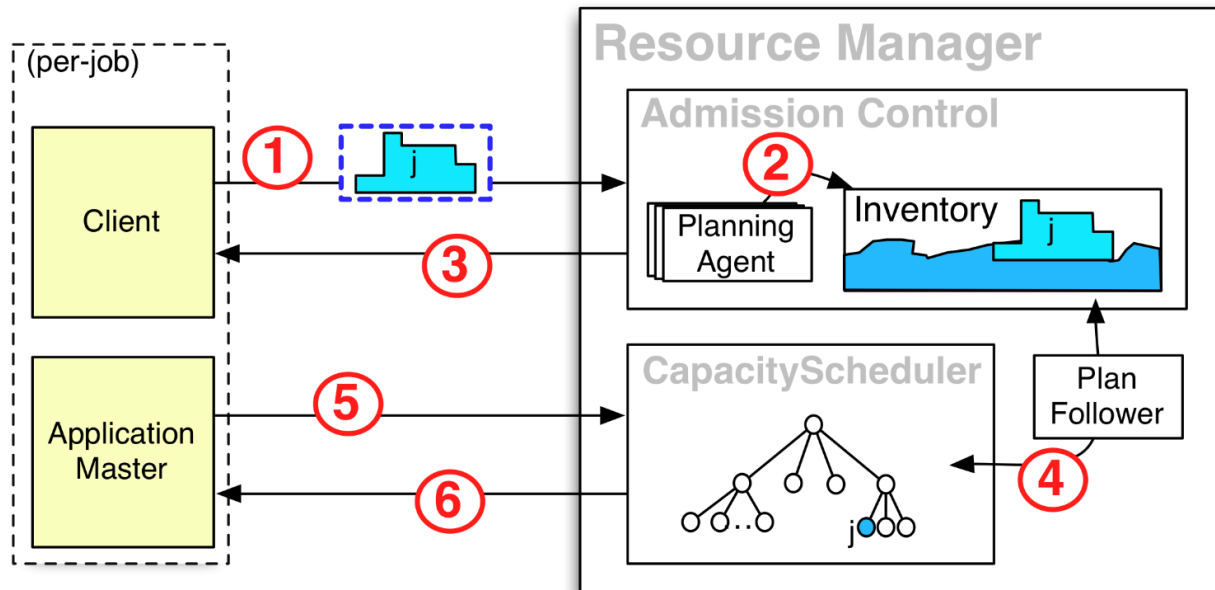 (per-job)
Resource Manager
Admission Control
1
j
2
Client
Planning
Agent
Inventory
j
3
CapacityScheduler
Plan
Follower
5
Application
Master
4
6
..
j